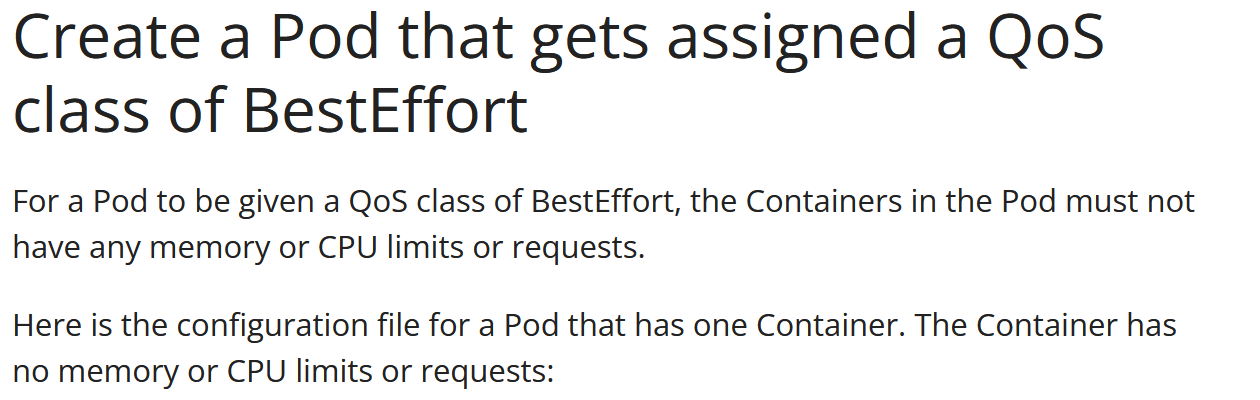 Create a Pod that gets assigned a QoS
class of BestEffort
For a Pod to be given a QoS class of BestEffort, the Containers in the Pod must not
have any memory or CPU limits or requests.
Here is the configuration file for a Pod that has one Container. The Container has
no memory or CPU limits or requests: